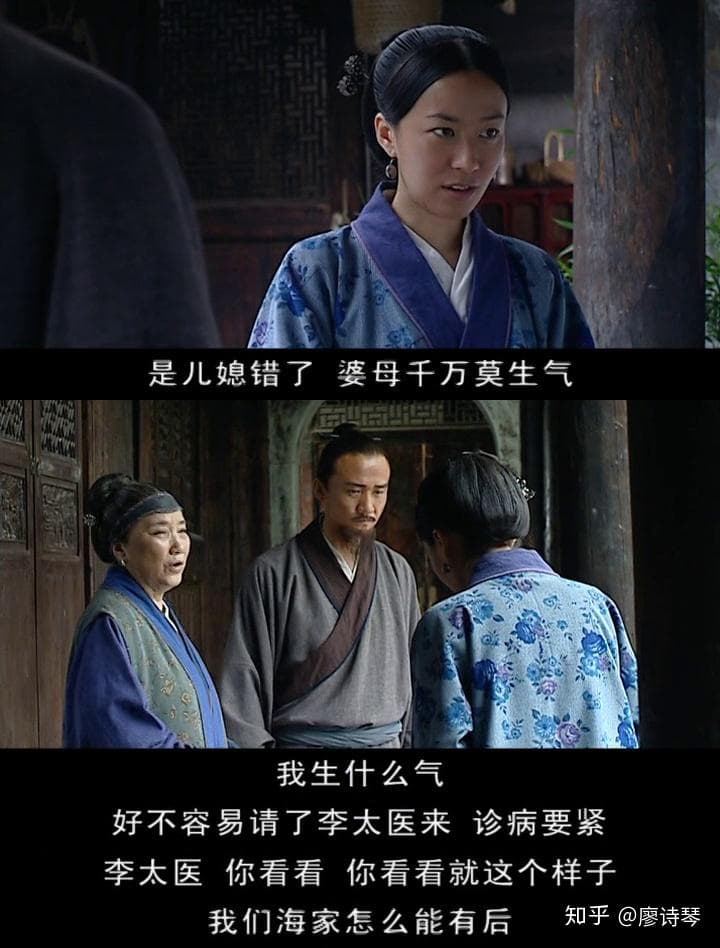 是儿媳错了 婆母千万莫生气
我生什么气
好不容易请了李太医来 诊病要紧
李太医 你看看 你看看就这个样子
我们海家怎么能有后
知乎 @廖诗琴